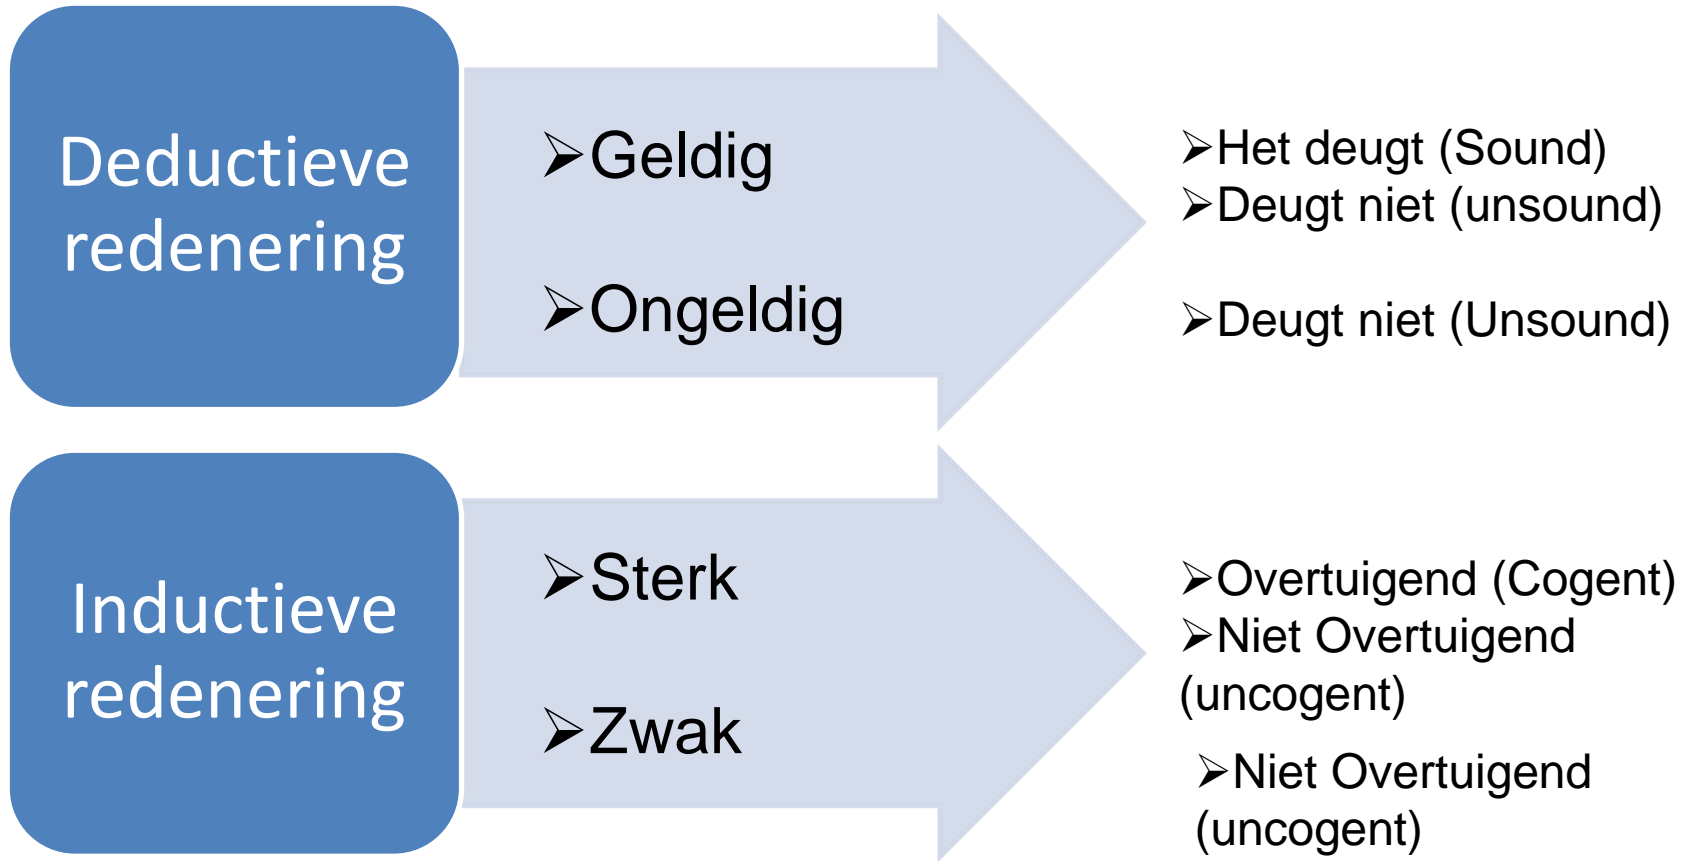 Deductieve
redenering
➢Geldig
➢Ongeldig
➢Het deugt (Sound)
➢Deugt niet (unsound)
➢Deugt niet (Unsound)
Inductieve
redenering
➢Sterk
➢Zwak
➢Overtuigend (Cogent)
➢Niet Overtuigend
(uncogent)
➢Niet Overtuigend
(uncogent)